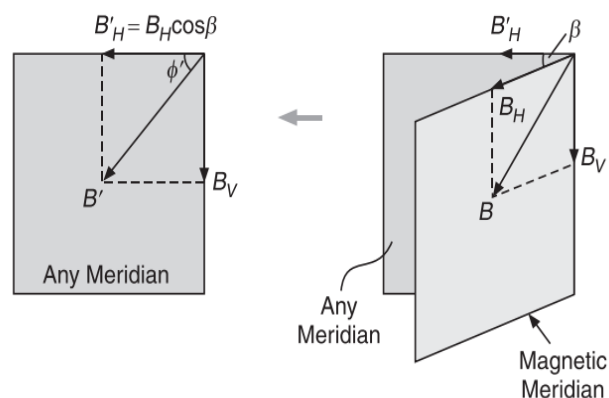 B′H = BHcosβ
ϕ′
B′
BV
Any Meridian
B′H
β
BH
BV
B
Any
Meridian
Magnetic
Meridian